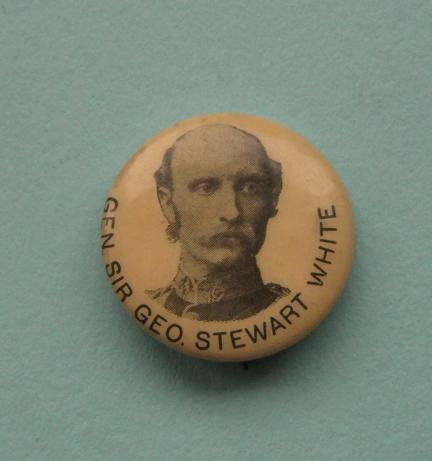 GEN. SIR GEO. STEWART WHITE